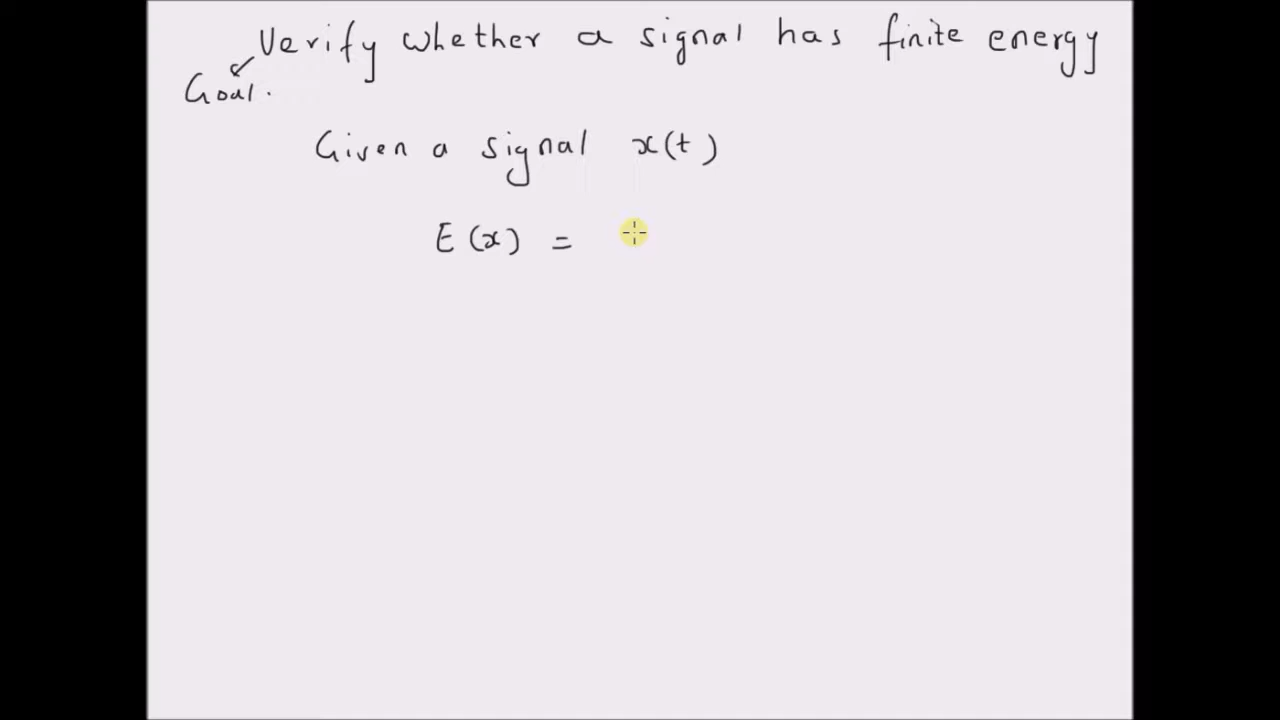 Verify whether a signal has finite energy
Goal.
Given a signal x(t)
E(x) =